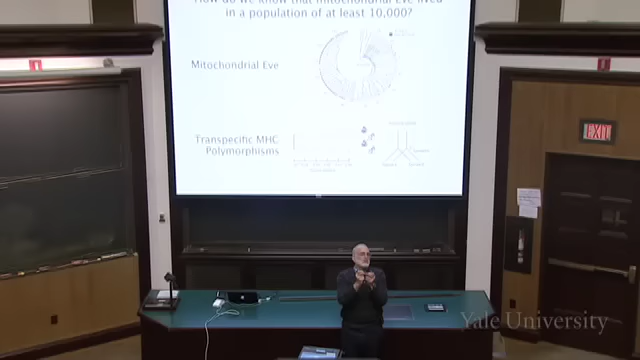 How do we know that mitochondrial Eve lived
in a population of at least 10,000?
Mitochondrial Eve
Transpecific MHC
Polymorphisms
EXIT
Yale University